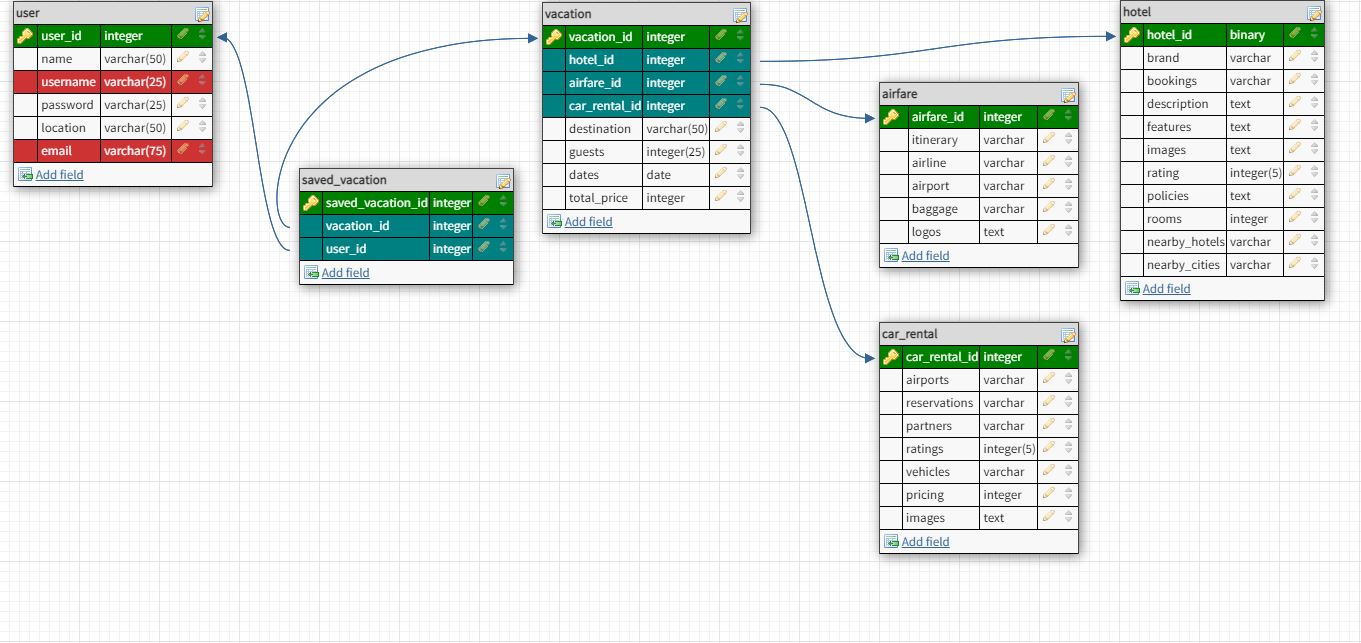 user
user_id integer
name varchar(50)
username varchar(25)
password varchar(25)
location varchar(50)
email varchar(75)
Add field
saved_vacation
saved_vacation_id integer
vacation_id integer
user_id integer
Add field
vacation
vacation_id integer
hotel_id integer
airfare_id integer
car_rental_id integer
destination varchar(50)
guests integer(25)
dates date
total_price integer
Add field
airfare
airfare_id integer
itinerary varchar
airline varchar
airport varchar
baggage varchar
logos text
Add field
car_rental
car_rental_id integer
airports varchar
reservations varchar
partners varchar
ratings integer(5)
vehicles varchar
pricing integer
images text
Add field
hotel
hotel_id binary
brand varchar
bookings varchar
description text
features text
images text
rating integer(5)
policies text
rooms integer
nearby_hotels varchar
nearby_cities varchar
Add field